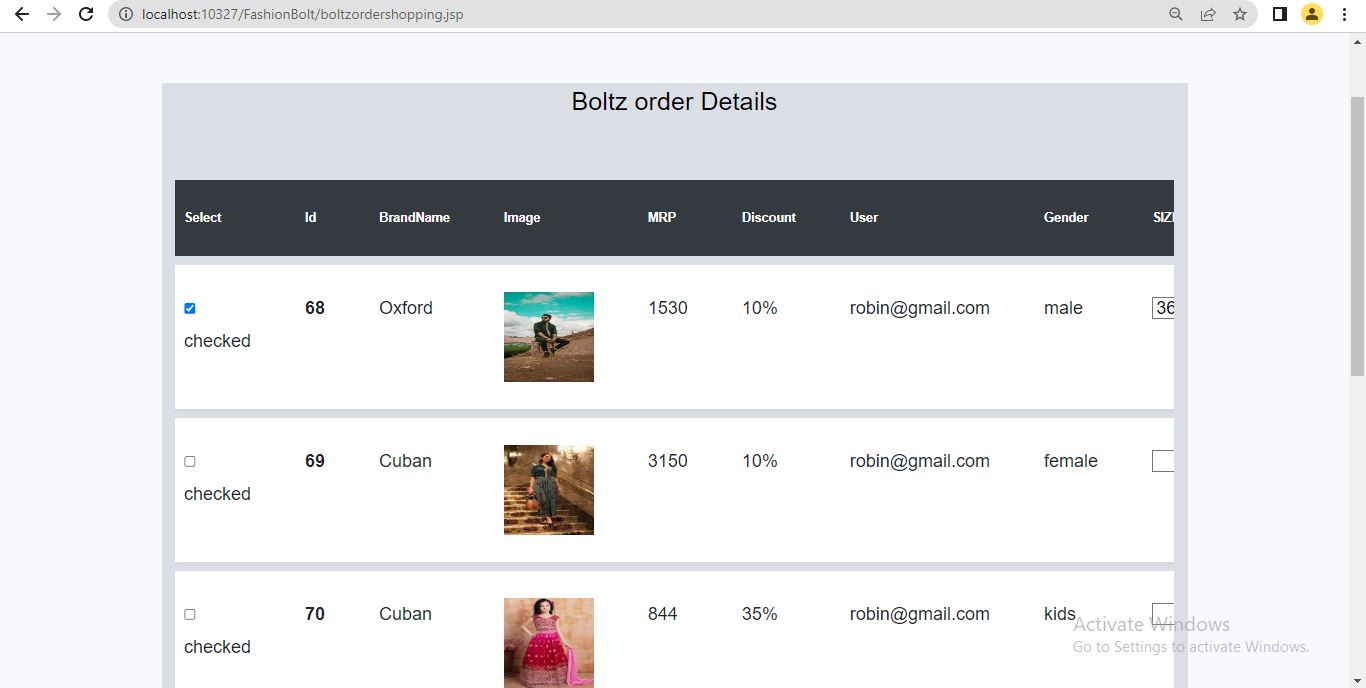 localhost:10327/FashionBolt/boltzordershopping.jsp
Boltz order Details
Select Id BrandName Image MRP Discount User Gender
68 Oxford 1530 10% robin@gmail.com male 36
checked
69 Cuban 3150 10% robin@gmail.com female
checked
70 Cuban 844 35% robin@gmail.com kids
checked
Activate Windows
Go to Settings to activate Windows.